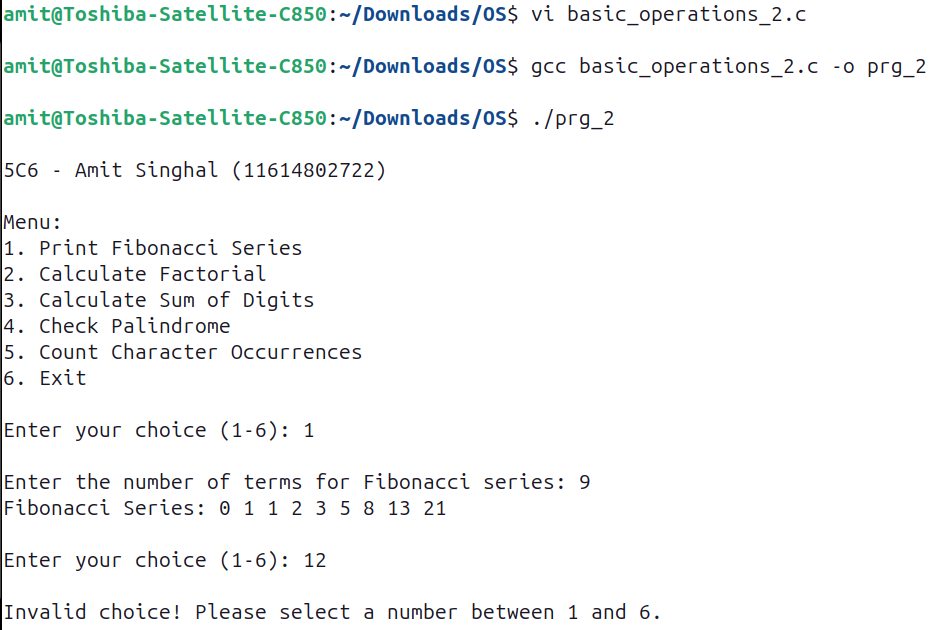 amit@Toshiba-Satellite-C850:~/Downloads/OS$ vi basic_operations_2.c
amit@Toshiba-Satellite-C850:~/Downloads/OS$ gcc basic_operations_2.c -o prg_2
amit@Toshiba-Satellite-C850:~/Downloads/OS$ ./prg_2
5C6 - Amit Singhal (11614802722)
Menu:
1. Print Fibonacci Series
2. Calculate Factorial
3. Calculate Sum of Digits
4. Check Palindrome
5. Count Character Occurrences
6. Exit
Enter your choice (1-6): 1
Enter the number of terms for Fibonacci series: 9
Fibonacci Series: 0 1 1 2 3 5 8 13 21
Enter your choice (1-6): 12
Invalid choice! Please select a number between 1 and 6.